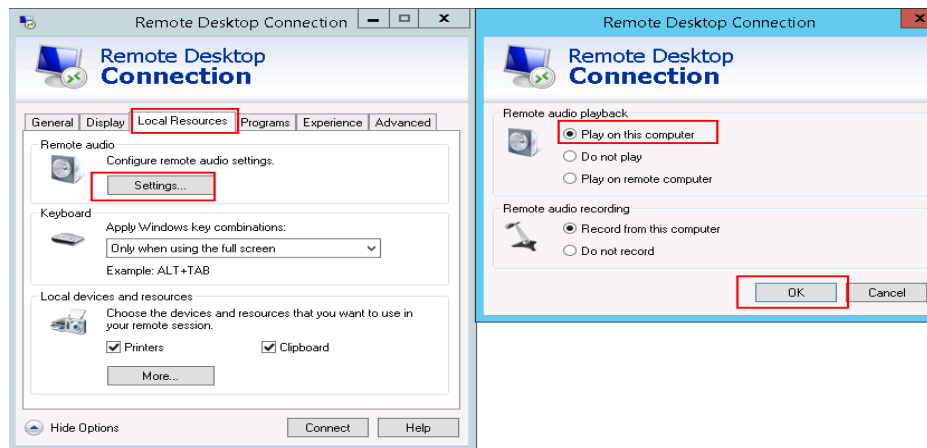 Remote Desktop Connection
Remote Desktop
Connection
General Display Local Resources Programs Experience Advanced
Remote audio
Configure remote audio settings.
Settings...
Keyboard
Apply Windows key combinations:
Only when using the full screen
Example: ALT+TAB
Local devices and resources
Choose the devices and resources that you want to use in
your remote session.
Printers Clipboard
More...
Hide Options Connect Help
Remote Desktop Connection
Remote Desktop
Connection
Remote audio playback
Play on this computer
Do not play
Play on remote computer
Remote audio recording
Record from this computer
Do not record
OK Cancel